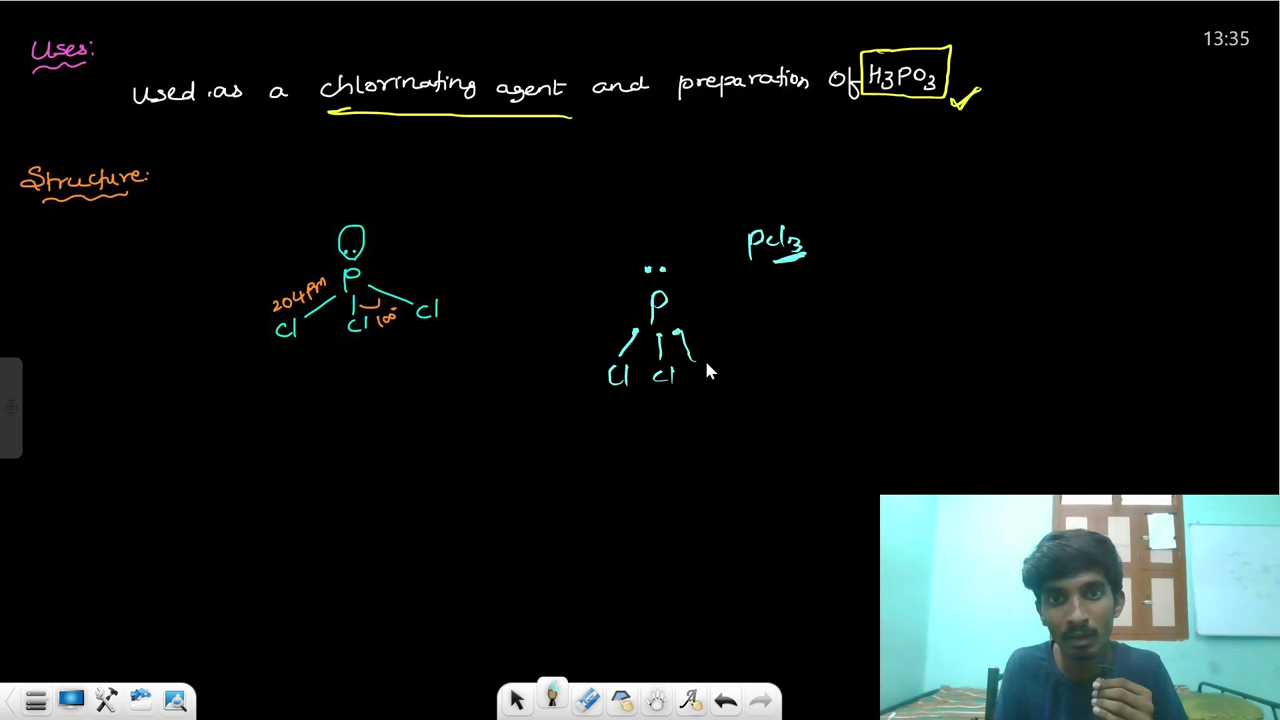 13:35
Uses:
Used as a chlorinating agent and preparation of H3PO3
Structure:
PCl3
P
204pm
P
Cl Cl 100° Cl
Cl Cl